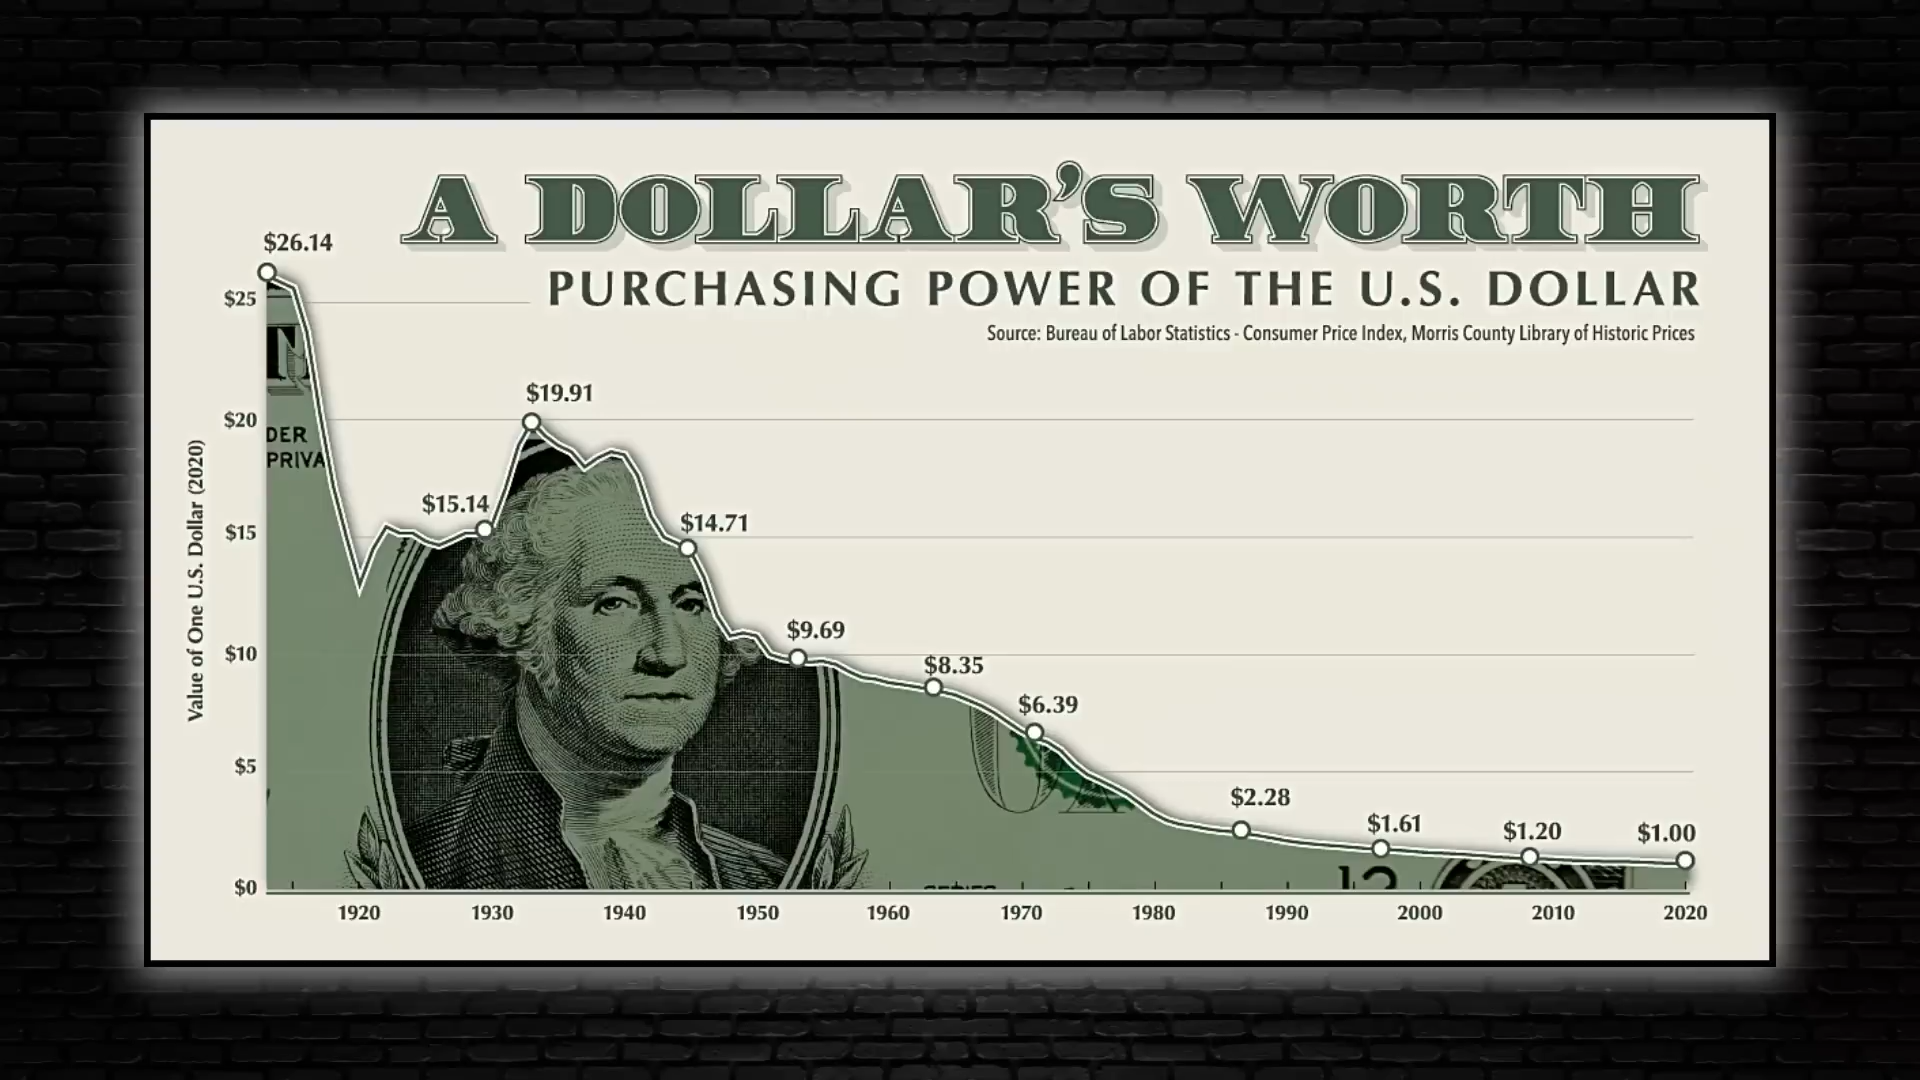 A DOLLAR'S WORTH
PURCHASING POWER OF THE U.S. DOLLAR
Source: Bureau of Labor Statistics - Consumer Price Index, Morris County Library of Historic Prices
Value of One U.S. Dollar (2020)
$25
$20
$15
$10
$5
$0
$26.14
$15.14
$19.91
$14.71
$9.69
$8.35
$6.39
$2.28
$1.61
$1.20
$1.00
DER
PRIVA
12
1920 1930 1940 1950 1960 1970 1980 1990 2000 2010 2020